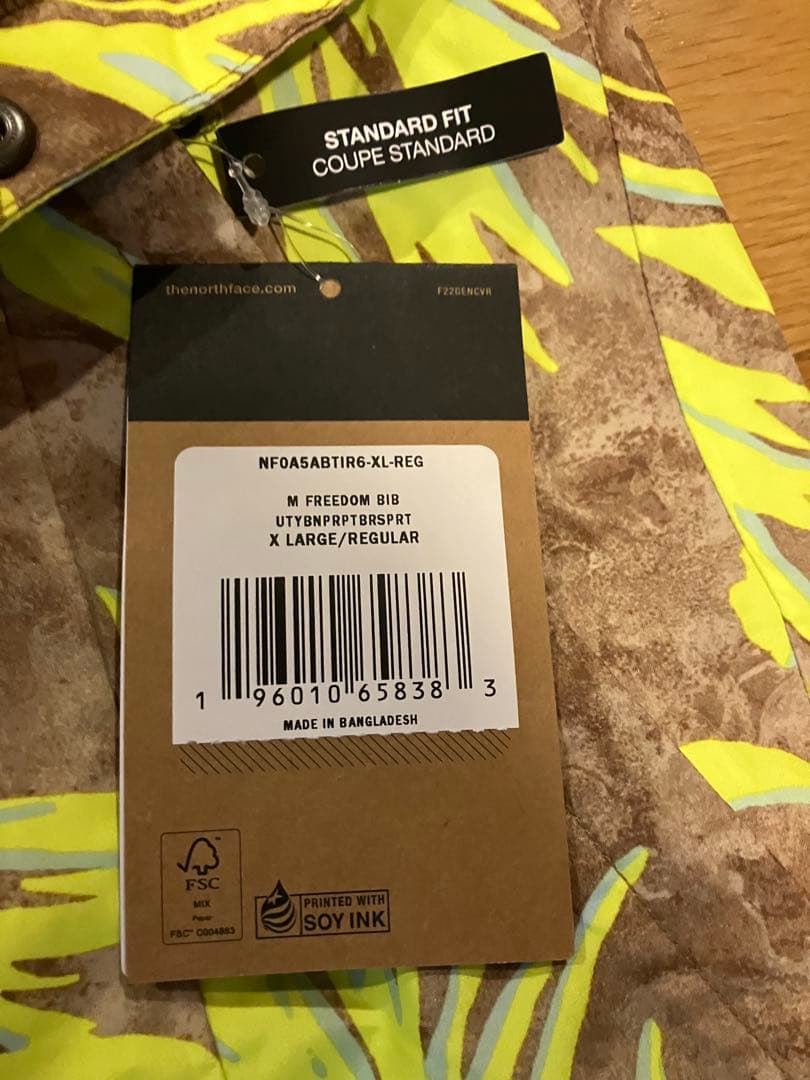 STANDARD FIT
COUPE STANDARD
thenorthface.com
F22GENCVR
NF0A5ABTIR6-XL-REG
M FREEDOM BIB
UTYBNPRPTBRSPRT
X LARGE/REGULAR
1 96010 65838 3
MADE IN BANGLADESH
FSC
MIX
Paper
FSC™ C004883
PRINTED WITH
SOY INK